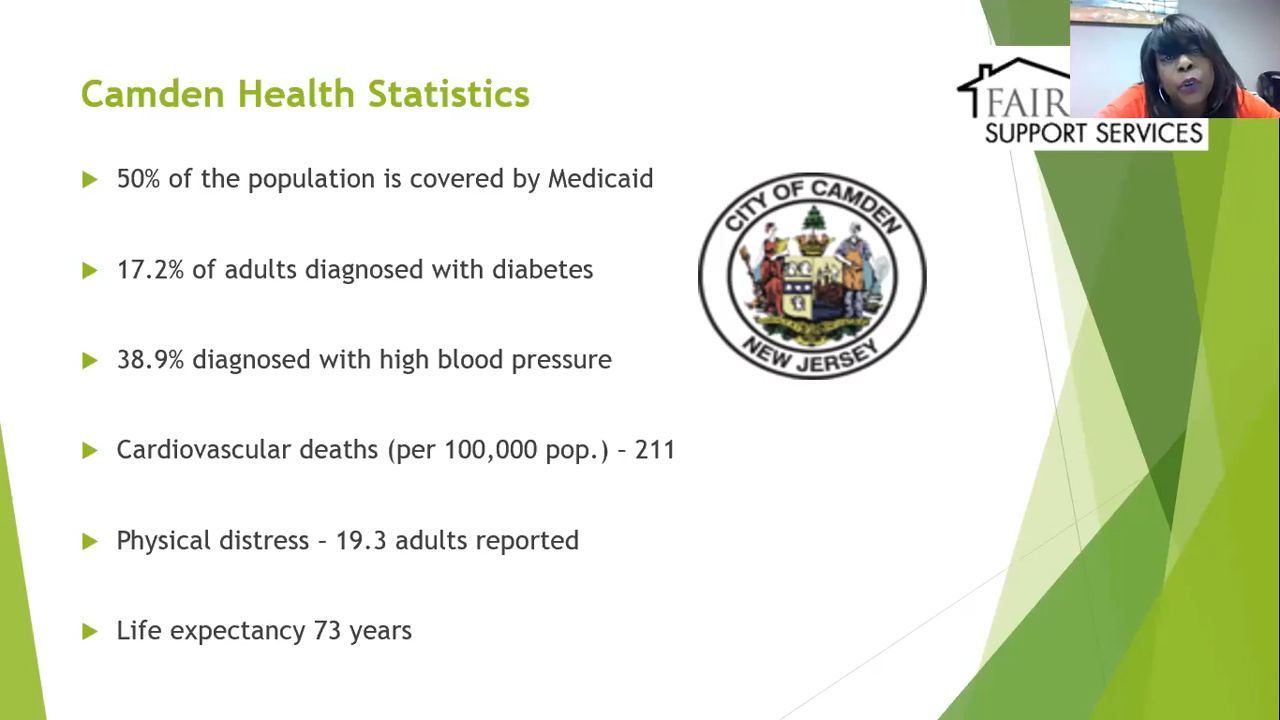 Camden Health Statistics
50% of the population is covered by Medicaid
17.2% of adults diagnosed with diabetes
38.9% diagnosed with high blood pressure
Cardiovascular deaths (per 100,000 pop.) – 211
Physical distress – 19.3 adults reported
Life expectancy 73 years
FAIR
SUPPORT SERVICES
CITY OF CAMDEN
NEW JERSEY